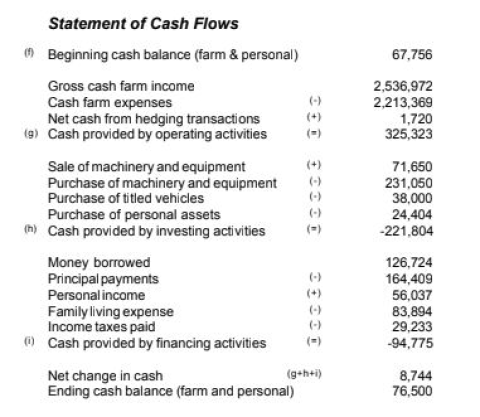 Statement of Cash Flows
(f) Beginning cash balance (farm & personal) 67,756
Gross cash farm income 2,536,972
Cash farm expenses (-) 2,213,369
Net cash from hedging transactions (+) 1,720
(g) Cash provided by operating activities (=) 325,323
Sale of machinery and equipment (+) 71,650
Purchase of machinery and equipment (-) 231,050
Purchase of titled vehicles (-) 38,000
Purchase of personal assets (-) 24,404
(h) Cash provided by investing activities (=) -221,804
Money borrowed 126,724
Principal payments (-) 164,409
Personal income (+) 56,037
Family living expense (-) 83,894
Income taxes paid (-) 29,233
(i) Cash provided by financing activities (=) -94,775
Net change in cash (g+h+i) 8,744
Ending cash balance (farm and personal) 76,500